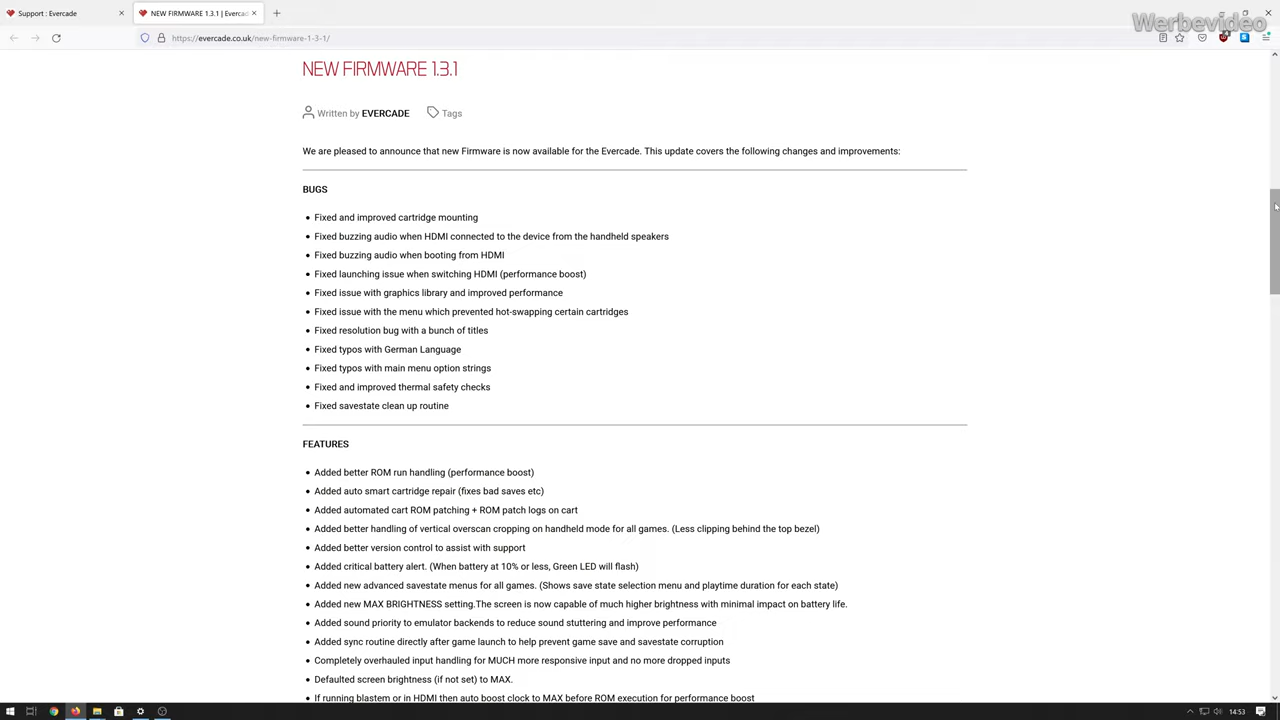 Support : Evercade
NEW FIRMWARE 1.3.1 | Evercad
Werbevideo
https://evercade.co.uk/new-firmware-1-3-1/
NEW FIRMWARE 1.3.1
Written by EVERCADE Tags
We are pleased to announce that new Firmware is now available for the Evercade. This update covers the following changes and improvements:
BUGS
• Fixed and improved cartridge mounting
• Fixed buzzing audio when HDMI connected to the device from the handheld speakers
• Fixed buzzing audio when booting from HDMI
• Fixed launching issue when switching HDMI (performance boost)
• Fixed issue with graphics library and improved performance
• Fixed issue with the menu which prevented hot-swapping certain cartridges
• Fixed resolution bug with a bunch of titles
• Fixed typos with German Language
• Fixed typos with main menu option strings
• Fixed and improved thermal safety checks
• Fixed savestate clean up routine
FEATURES
• Added better ROM run handling (performance boost)
• Added auto smart cartridge repair (fixes bad saves etc)
• Added automated cart ROM patching + ROM patch logs on cart
• Added better handling of vertical overscan cropping on handheld mode for all games. (Less clipping behind the top bezel)
• Added better version control to assist with support
• Added critical battery alert. (When battery at 10% or less, Green LED will flash)
• Added new advanced savestate menus for all games. (Shows save state selection menu and playtime duration for each state)
• Added new MAX BRIGHTNESS setting.The screen is now capable of much higher brightness with minimal impact on battery life.
• Added sound priority to emulator backends to reduce sound stuttering and improve performance
• Added sync routine directly after game launch to help prevent game save and savestate corruption
• Completely overhauled input handling for MUCH more responsive input and no more dropped inputs
• Defaulted screen brightness (if not set) to MAX.
• If running blastem or in HDMI then auto boost clock to MAX before ROM execution for performance boost
14:53